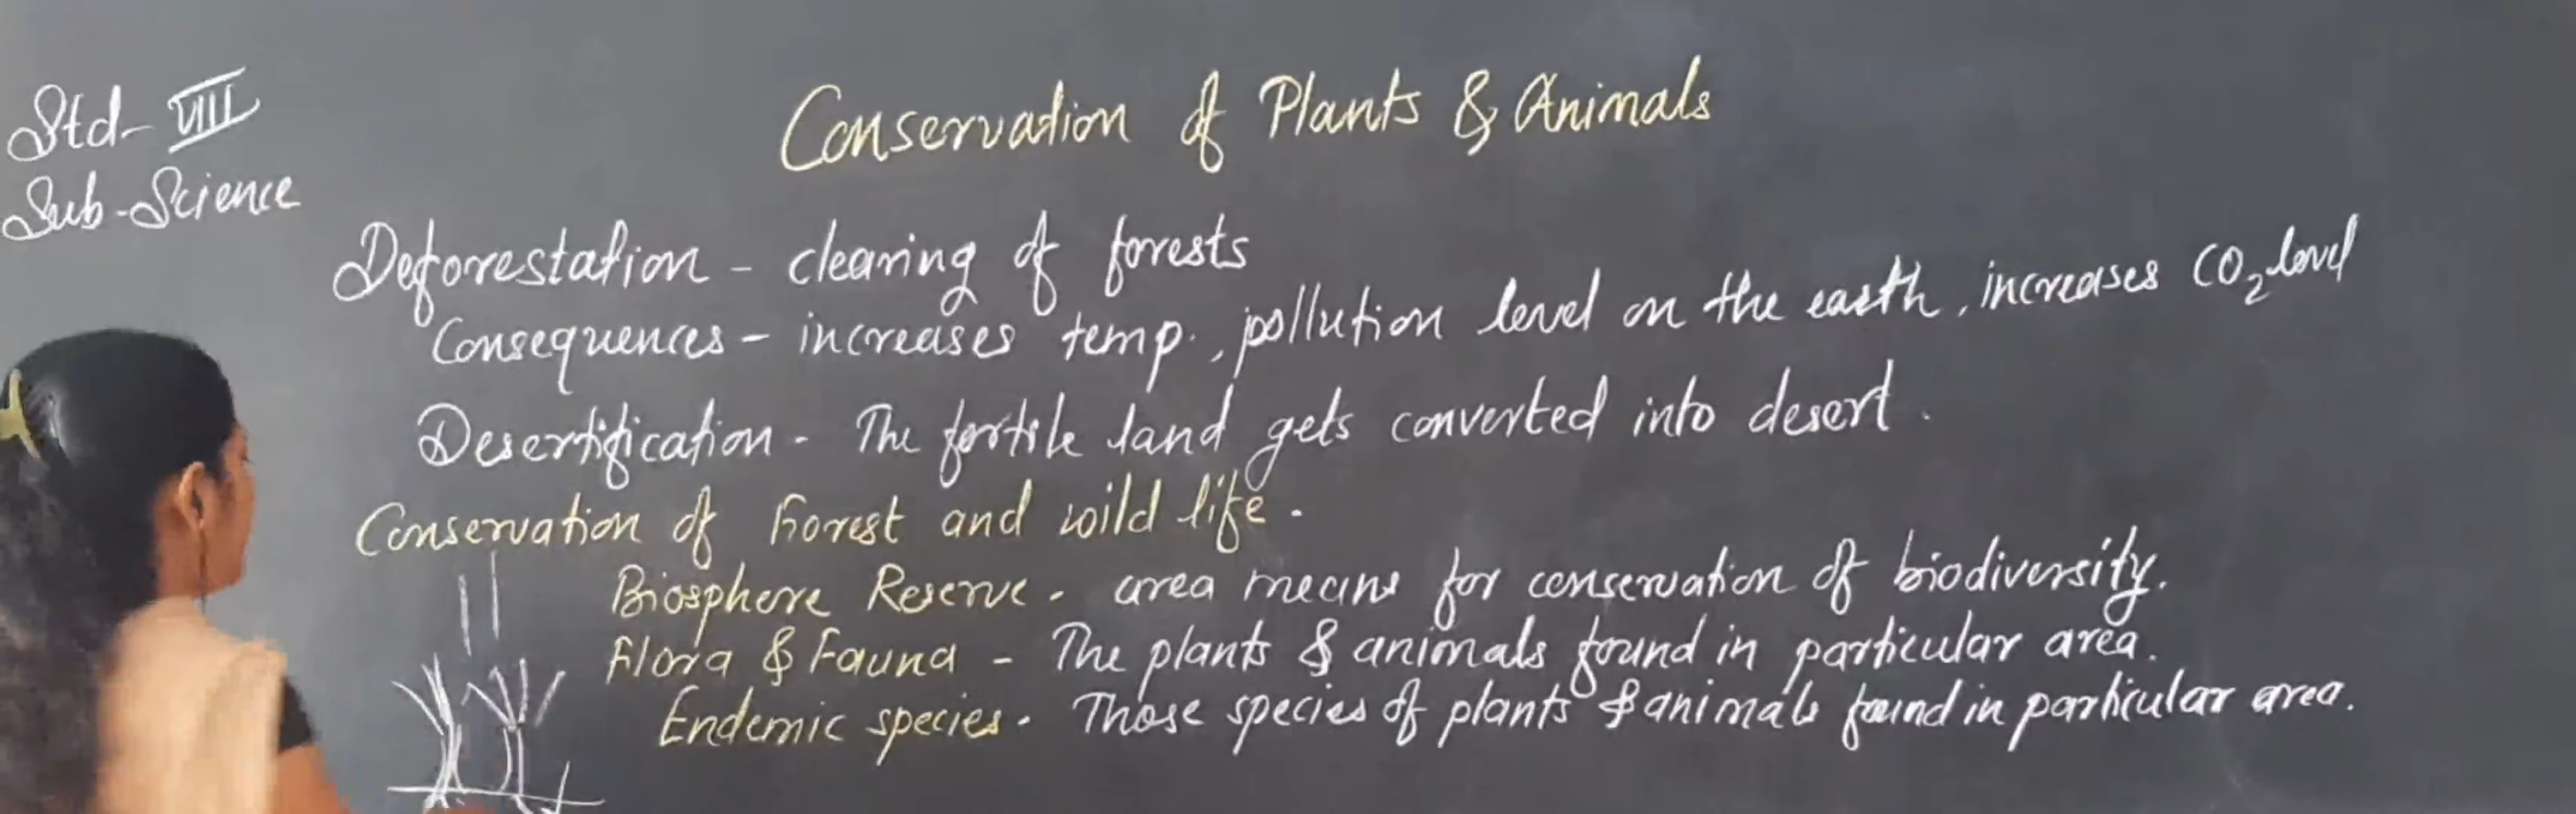 Std- VIII
Sub-Science
Conservation of Plants & Animals
Deforestation - clearing of forests
Consequences - increases temp., pollution level on the earth, increases CO₂ level
Desertification - The fertile land gets converted into desert.
Conservation of Forest and wild life.
Biosphere Reserve - area means for conservation of biodiversity.
Flora & Fauna - The plants & animals found in particular area.
Endemic species - Those species of plants & animals found in particular area.